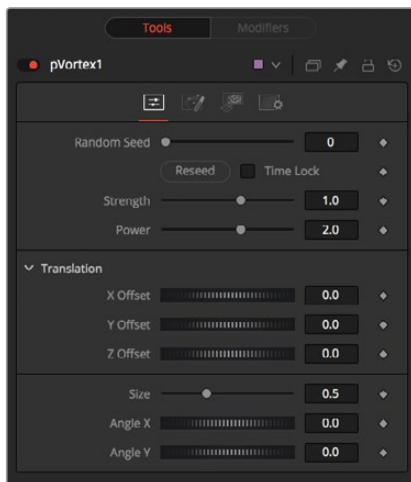 Tools Modifiers
pVortex1
Random Seed 0
Reseed Time Lock
Strength 1.0
Power 2.0
Translation
X Offset 0.0
Y Offset 0.0
Z Offset 0.0
Size 0.5
Angle X 0.0
Angle Y 0.0